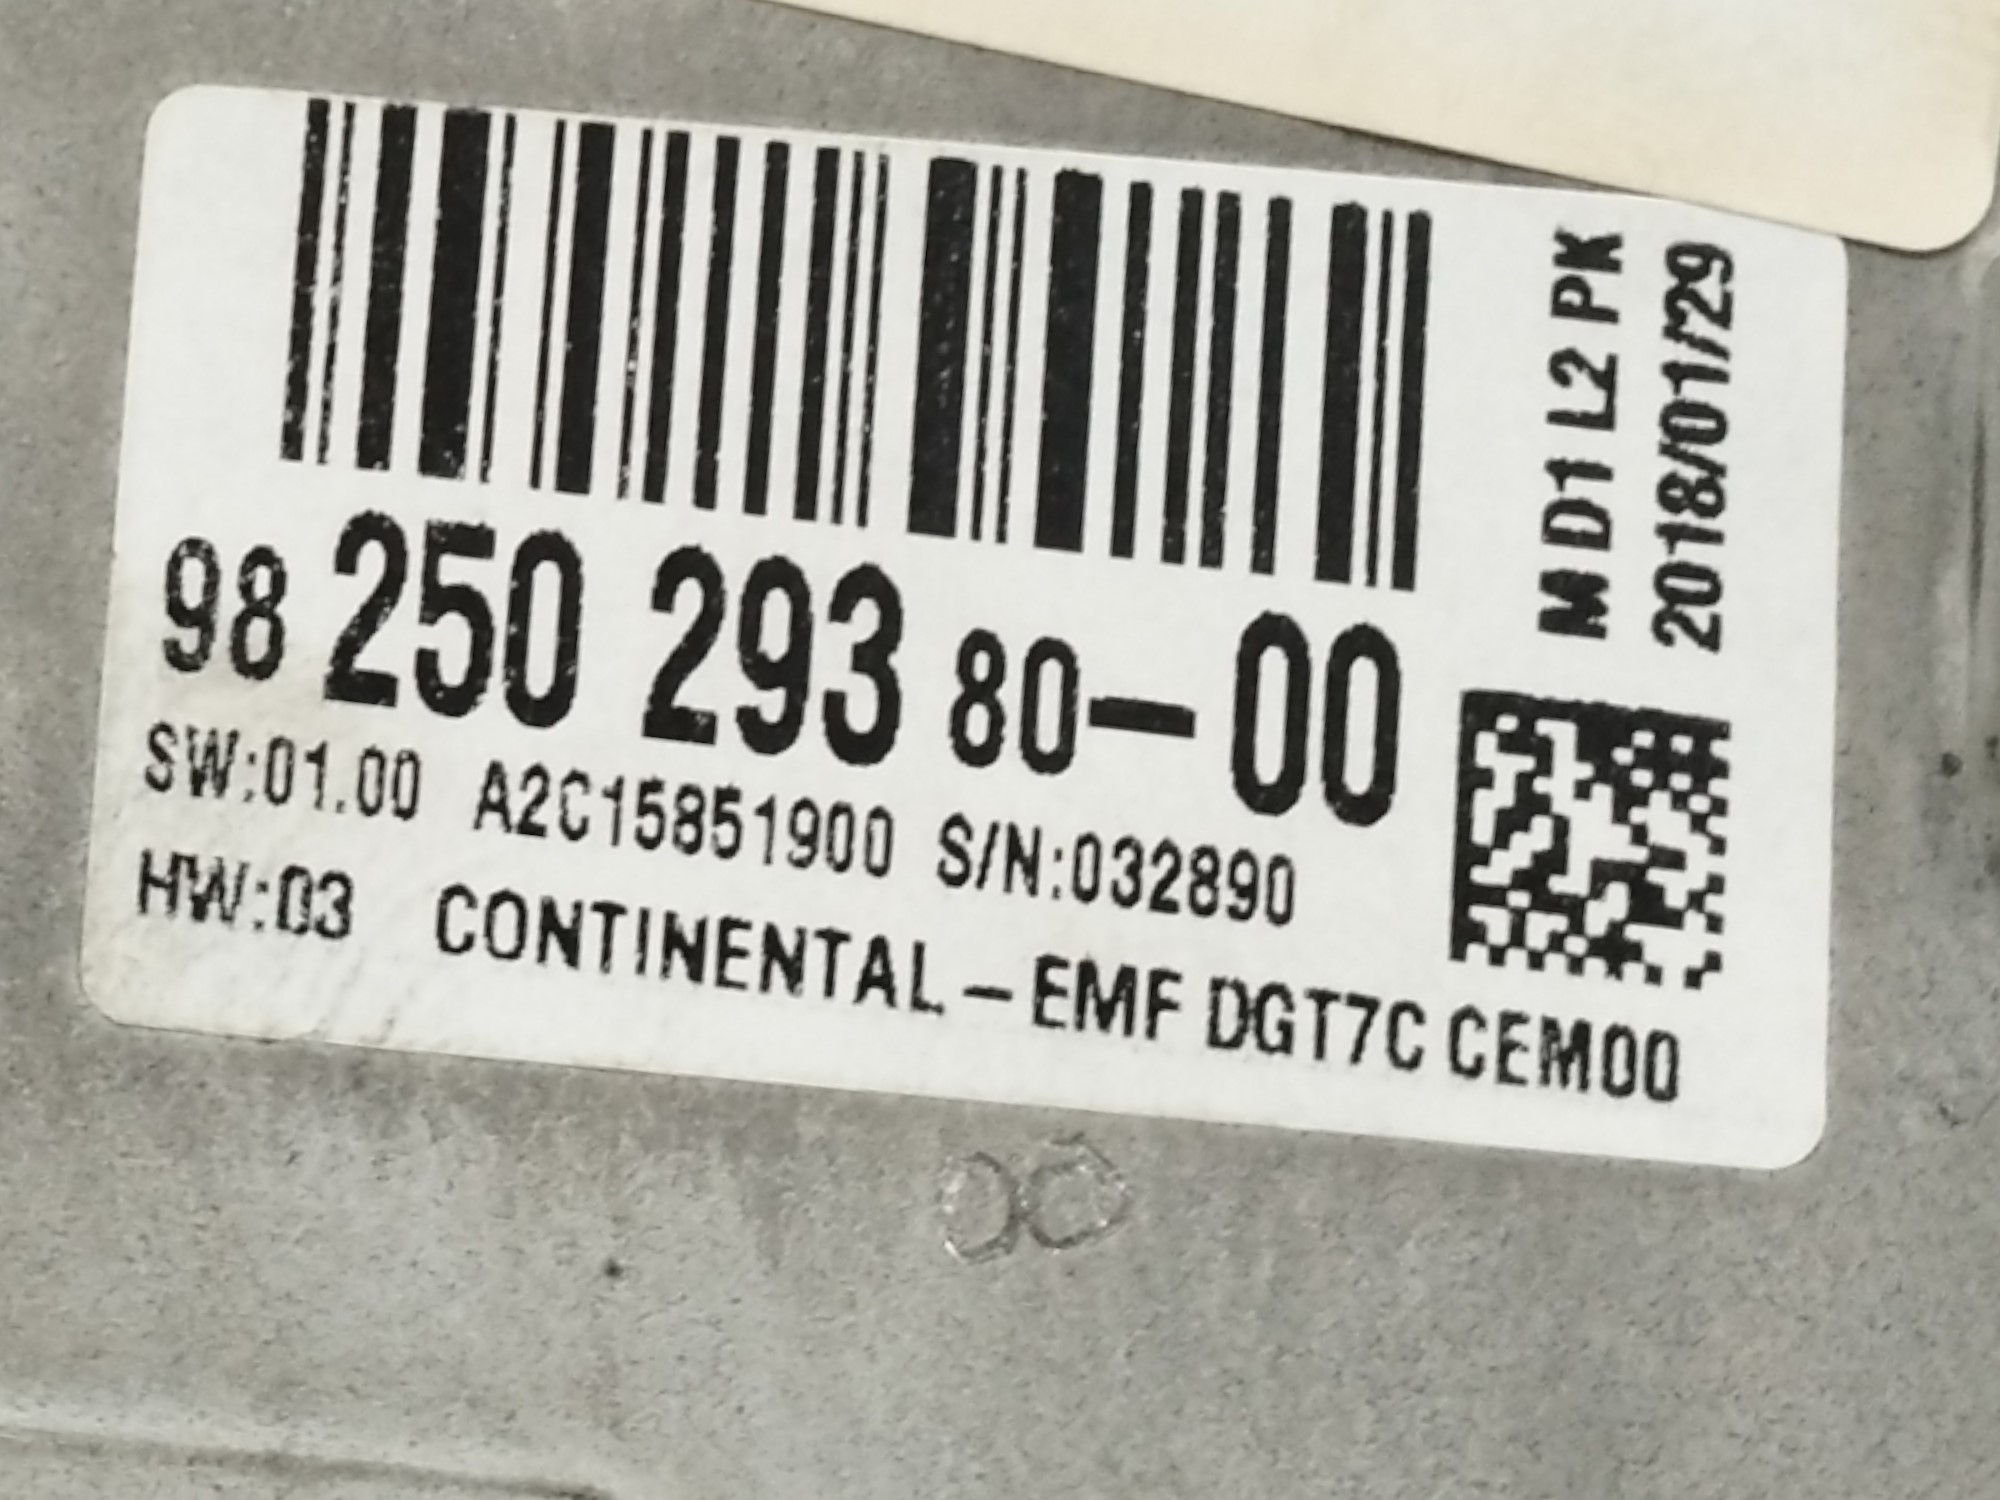 98 250 293 80-00
SW:01.00 A2C15851900 S/N:032890
HW:03 CONTINENTAL-EMF DGT7C CEM00
MD1 L2 PK
2018/01/29